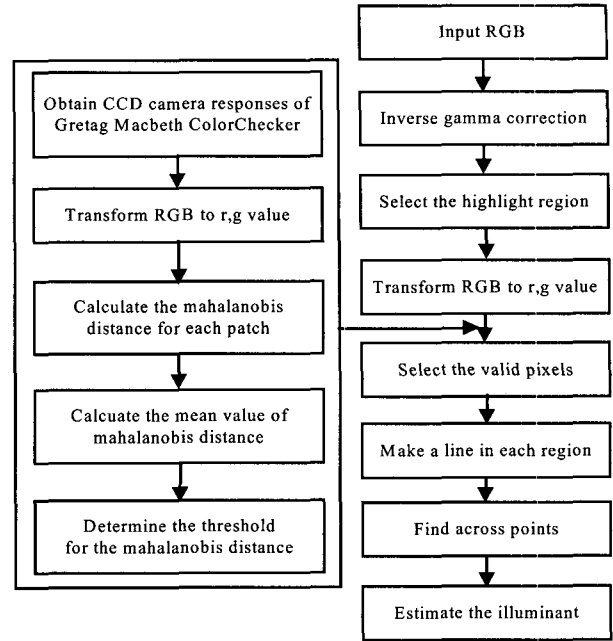 Obtain CCD camera responses of
Gretag Macbeth ColorChecker
Transform RGB to r,g value
Calculate the mahalanobis
distance for each patch
Calcuate the mean value of
mahalanobis distance
Determine the threshold
for the mahalanobis distance
Input RGB
Inverse gamma correction
Select the highlight region
Transform RGB to r,g value
Select the valid pixels
Make a line in each region
Find across points
Estimate the illuminant